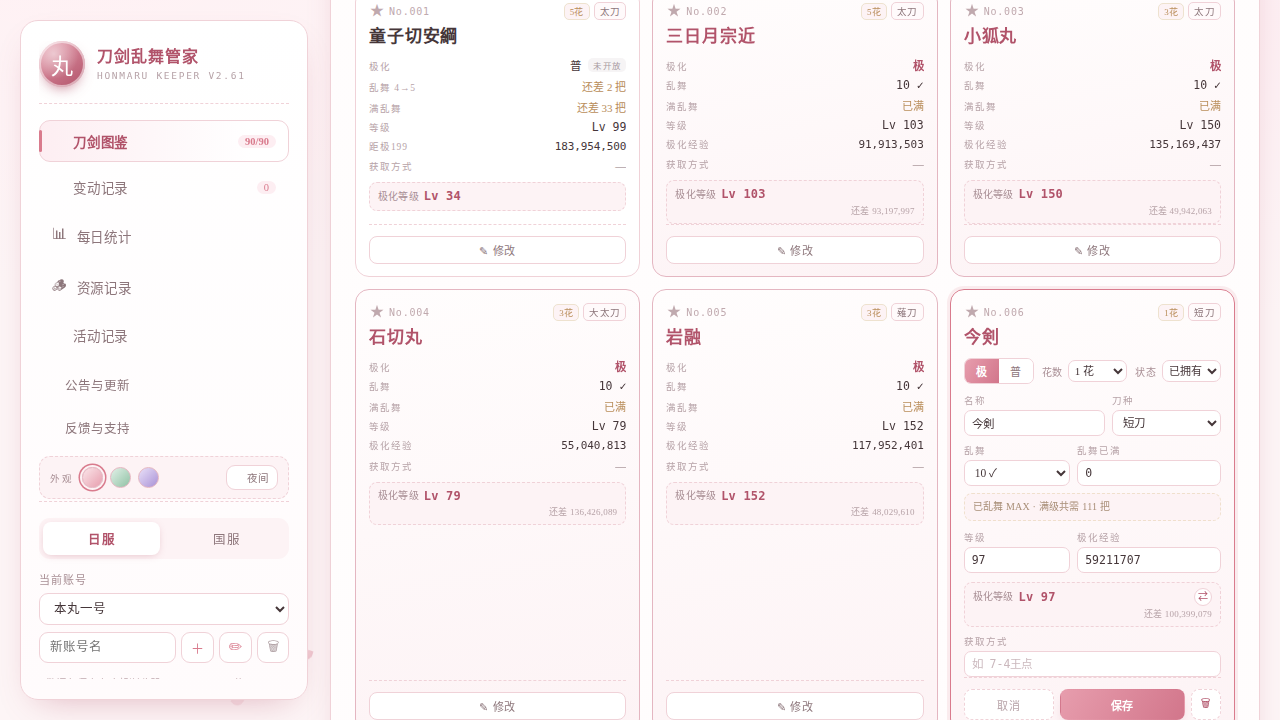 丸
刀剑乱舞管家
HONMARU KEEPER V2.61
刀剑图鉴 90/90
变动记录 0
每日统计
资源记录
活动记录
公告与更新
反馈与支持
外观 夜间
日服 国服
当前账号
本丸一号
新账号名
No.001 5花 太刀
童子切安綱
极化 普 未开放
乱舞 4→5 还差 2 把
满乱舞 还差 33 把
等级 Lv 99
距极199 183,954,500
获取方式 —
极化等级 Lv 34
✎ 修改
No.002 5花 太刀
三日月宗近
极化 极
乱舞 10 ✓
满乱舞 已满
等级 Lv 103
极化经验 91,913,503
获取方式 —
极化等级 Lv 103
还差 93,197,997
✎ 修改
No.003 3花 太刀
小狐丸
极化 极
乱舞 10 ✓
满乱舞 已满
等级 Lv 150
极化经验 135,169,437
获取方式 —
极化等级 Lv 150
还差 49,942,063
✎ 修改
No.004 3花 大太刀
石切丸
极化 极
乱舞 10 ✓
满乱舞 已满
等级 Lv 79
极化经验 55,040,813
获取方式 —
极化等级 Lv 79
还差 136,426,089
✎ 修改
No.005 3花 薙刀
岩融
极化 极
乱舞 10 ✓
满乱舞 已满
等级 Lv 152
极化经验 117,952,401
获取方式 —
极化等级 Lv 152
还差 48,029,610
✎ 修改
No.006 1花 短刀
今剣
极 普 花数 1 花 状态 已拥有
名称 刀种
今剣 短刀
乱舞 乱舞已满
10 ✓ 0
已乱舞 MAX · 满级共需 111 把
等级 极化经验
97 59211707
极化等级 Lv 97
还差 100,399,079
获取方式
如 7-4王点
取消 保存